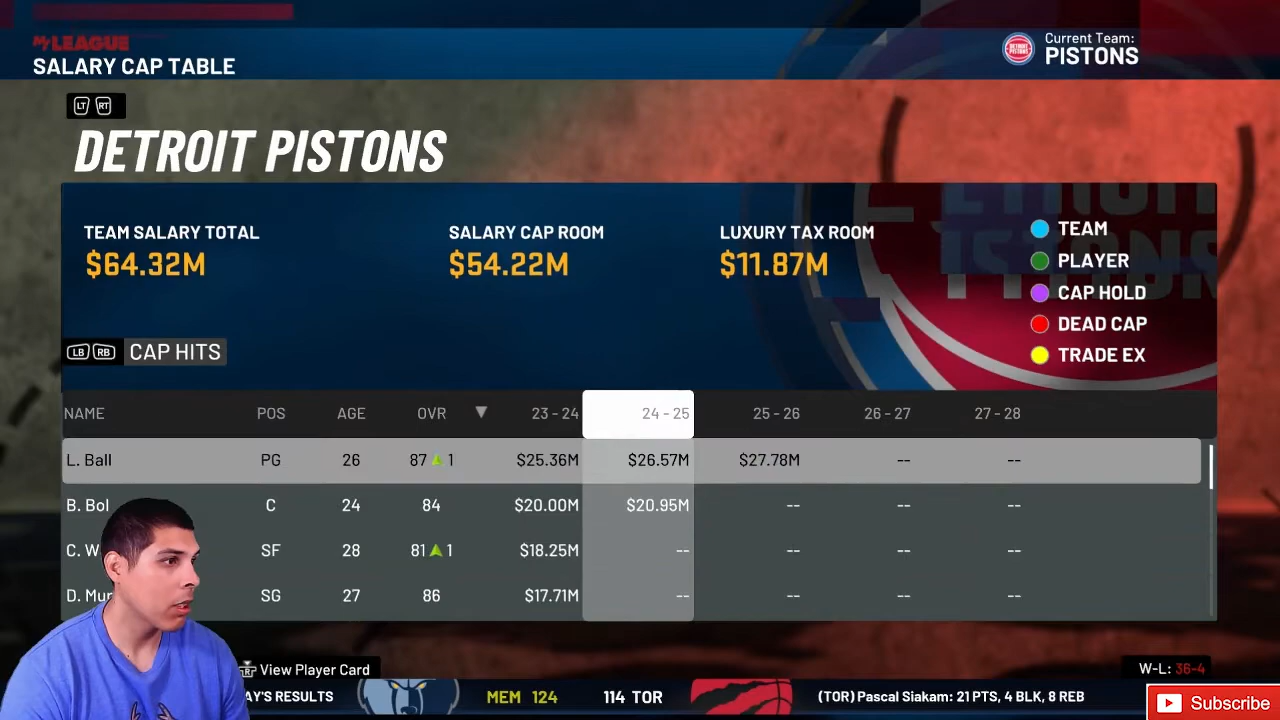 MyLEAGUE
SALARY CAP TABLE
Current Team:
PISTONS
LT RT
DETROIT PISTONS
TEAM SALARY TOTAL
$64.32M
SALARY CAP ROOM
$54.22M
LUXURY TAX ROOM
$11.87M
TEAM
PLAYER
CAP HOLD
DEAD CAP
TRADE EX
LB RB CAP HITS
NAME POS AGE OVR 23 - 24 24 - 25 25 - 26 26 - 27 27 - 28
L. Ball PG 26 87 1 $25.36M $26.57M $27.78M -- --
B. Bol C 24 84 $20.00M $20.95M -- -- --
C. W SF 28 81 1 $18.25M -- -- -- --
D. Mur SG 27 86 $17.71M -- -- -- --
R View Player Card
W-L: 36-4
AY'S RESULTS MEM 124 114 TOR (TOR) Pascal Siakam: 21 PTS, 4 BLK, 8 REB
Subscribe